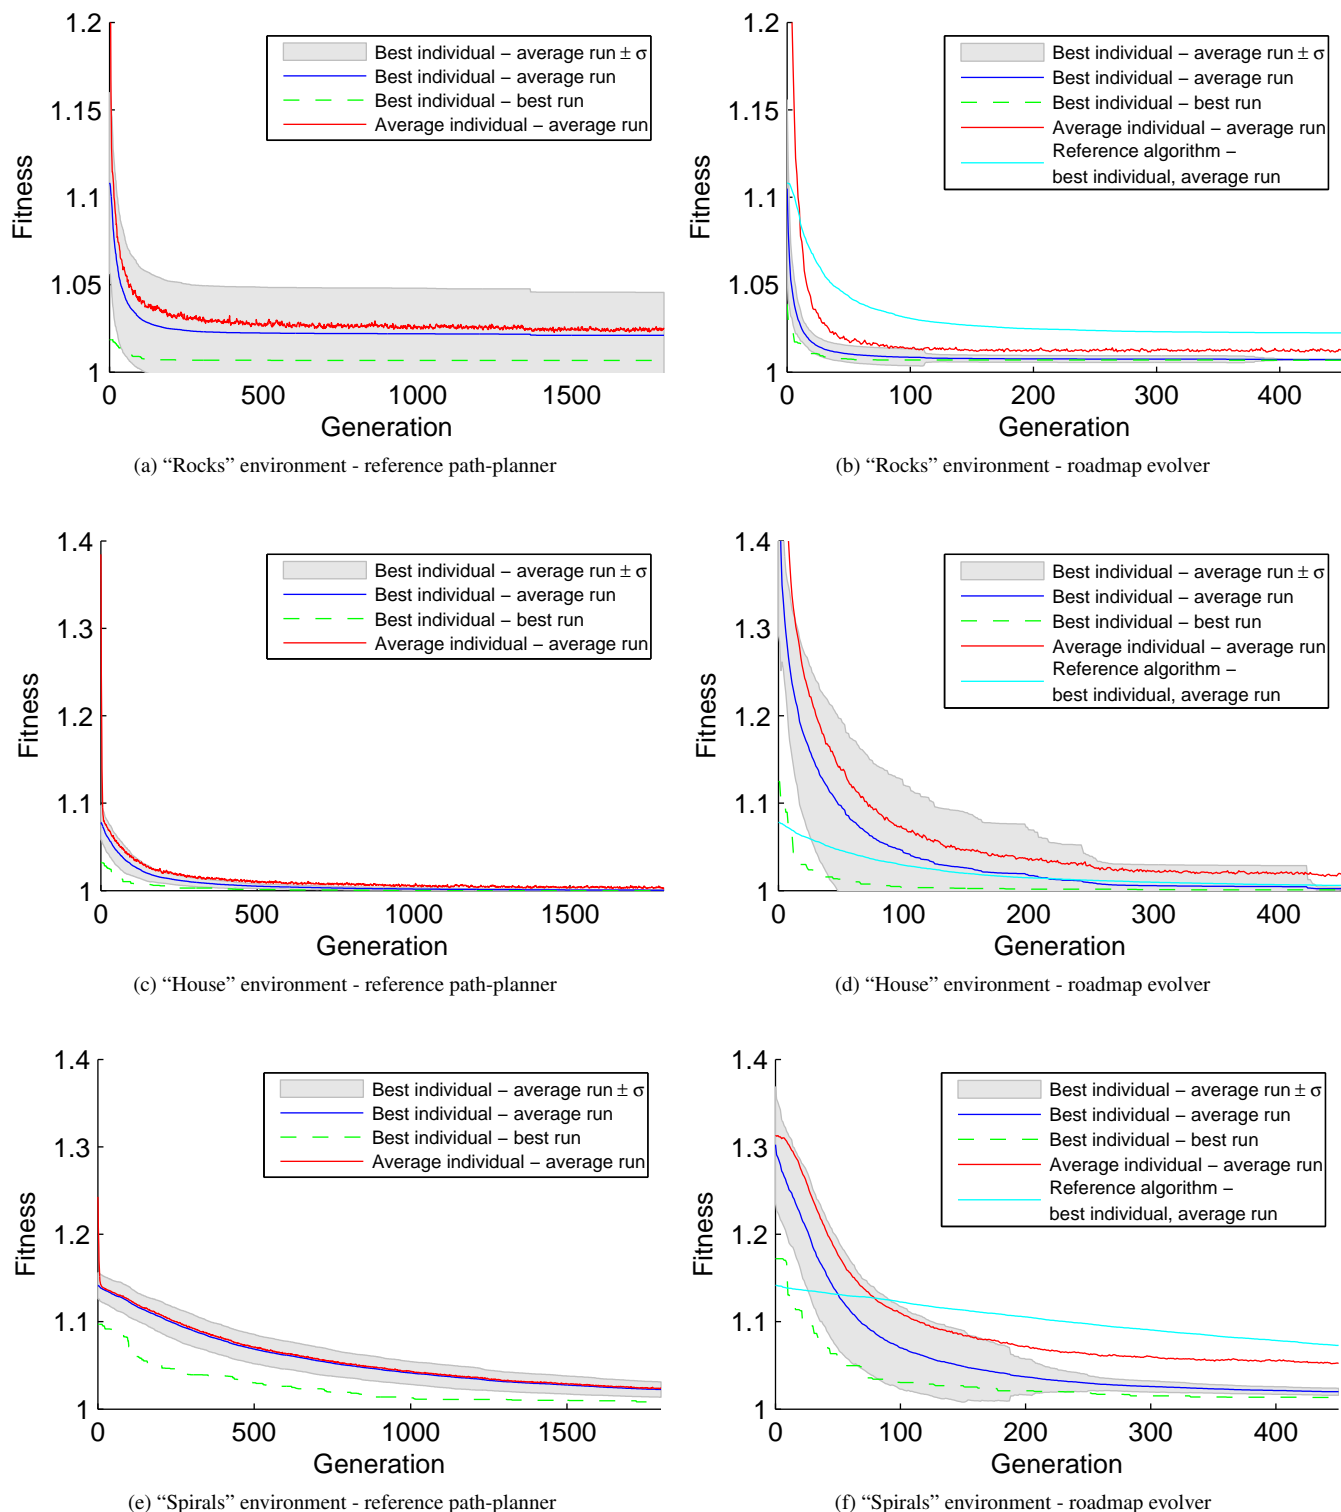 1.2
1.15
1.1
1.05
1
Fitness
0 500 1000 1500
Generation
Best individual − average run ± σ
Best individual − average run
Best individual − best run
Average individual − average run
(a) “Rocks” environment - reference path-planner
1.2
1.15
1.1
1.05
1
Fitness
0 100 200 300 400
Generation
Best individual − average run ± σ
Best individual − average run
Best individual − best run
Average individual − average run
Reference algorithm −
best individual, average run
(b) “Rocks” environment - roadmap evolver
1.4
1.3
1.2
1.1
1
Fitness
0 500 1000 1500
Generation
Best individual − average run ± σ
Best individual − average run
Best individual − best run
Average individual − average run
(c) “House” environment - reference path-planner
1.4
1.3
1.2
1.1
1
Fitness
0 100 200 300 400
Generation
Best individual − average run ± σ
Best individual − average run
Best individual − best run
Average individual − average run
Reference algorithm −
best individual, average run
(d) “House” environment - roadmap evolver
1.4
1.3
1.2
1.1
1
Fitness
0 500 1000 1500
Generation
Best individual − average run ± σ
Best individual − average run
Best individual − best run
Average individual − average run
(e) “Spirals” environment - reference path-planner
1.4
1.3
1.2
1.1
1
Fitness
0 100 200 300 400
Generation
Best individual − average run ± σ
Best individual − average run
Best individual − best run
Average individual − average run
Reference algorithm −
best individual, average run
(f) “Spirals” environment - roadmap evolver